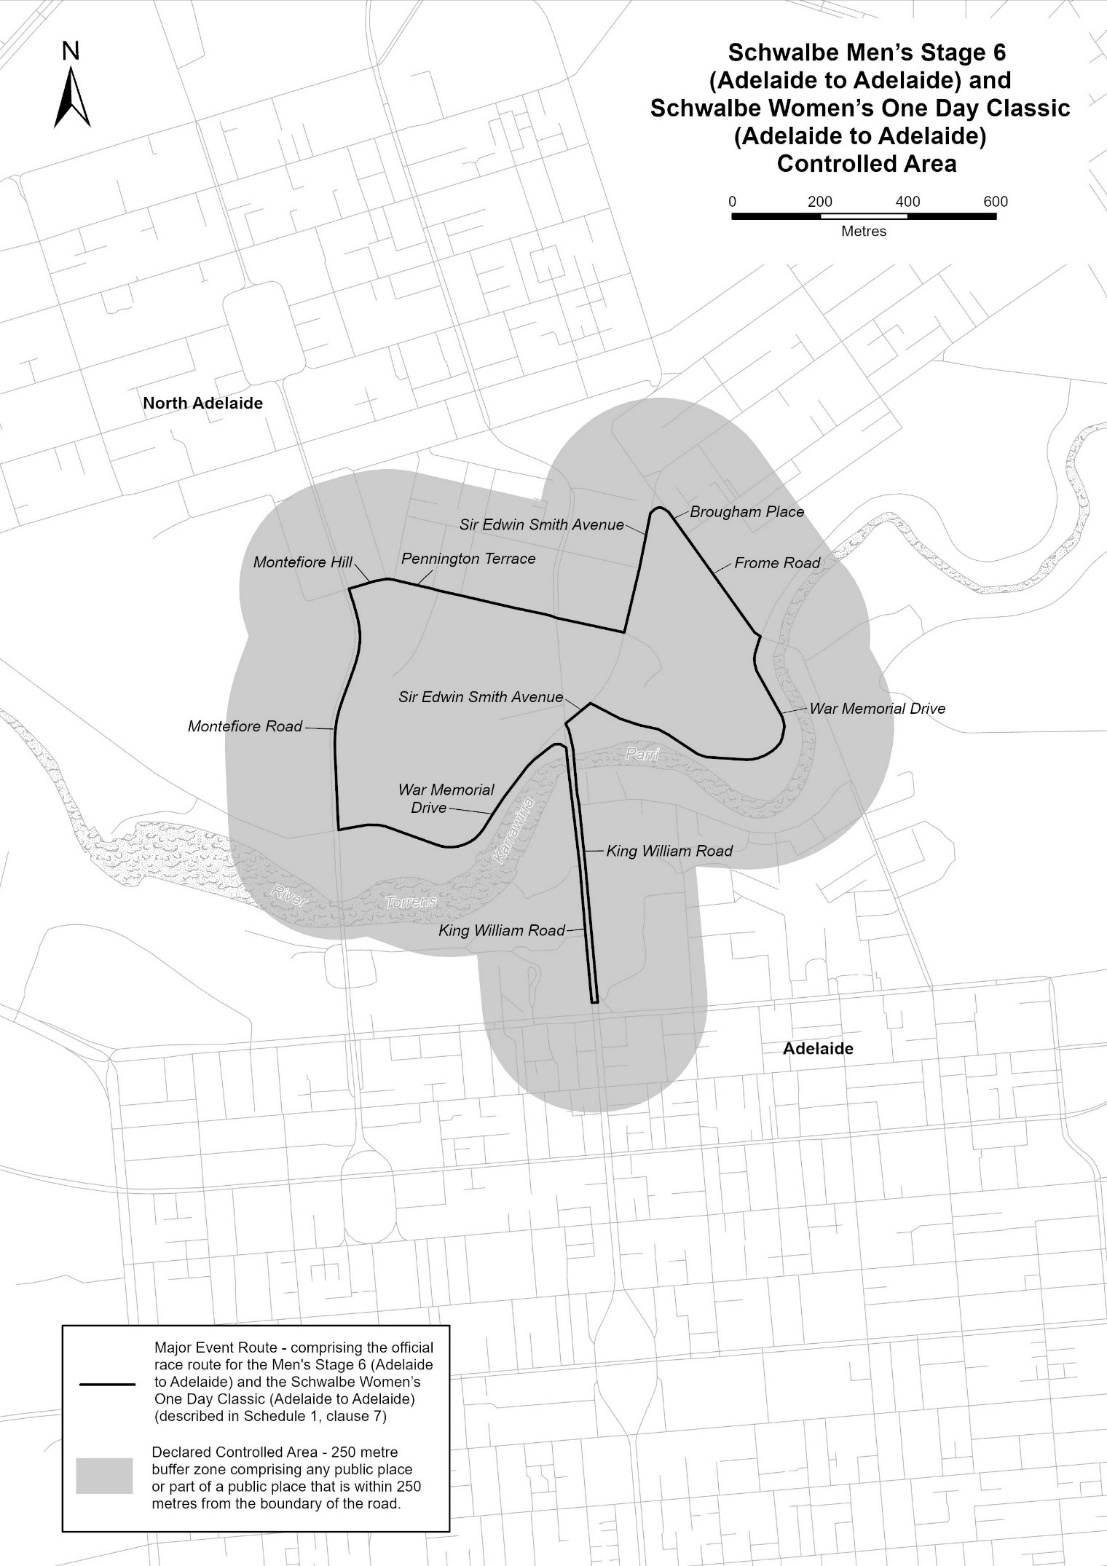 N
Schwalbe Men’s Stage 6
(Adelaide to Adelaide) and
Schwalbe Women’s One Day Classic
(Adelaide to Adelaide)
Controlled Area
0 200 400 600
Metres
North Adelaide
Brougham Place
Sir Edwin Smith Avenue
Montefiore Hill
Pennington Terrace
Frome Road
Sir Edwin Smith Avenue
War Memorial Drive
Montefiore Road
Parri
War Memorial
Drive
Karrawirra
King William Road
River
Torrens
King William Road
Adelaide
Major Event Route - comprising the official
race route for the Men's Stage 6 (Adelaide
to Adelaide) and the Schwalbe Women’s
One Day Classic (Adelaide to Adelaide)
(described in Schedule 1, clause 7)
Declared Controlled Area - 250 metre
buffer zone comprising any public place
or part of a public place that is within 250
metres from the boundary of the road.